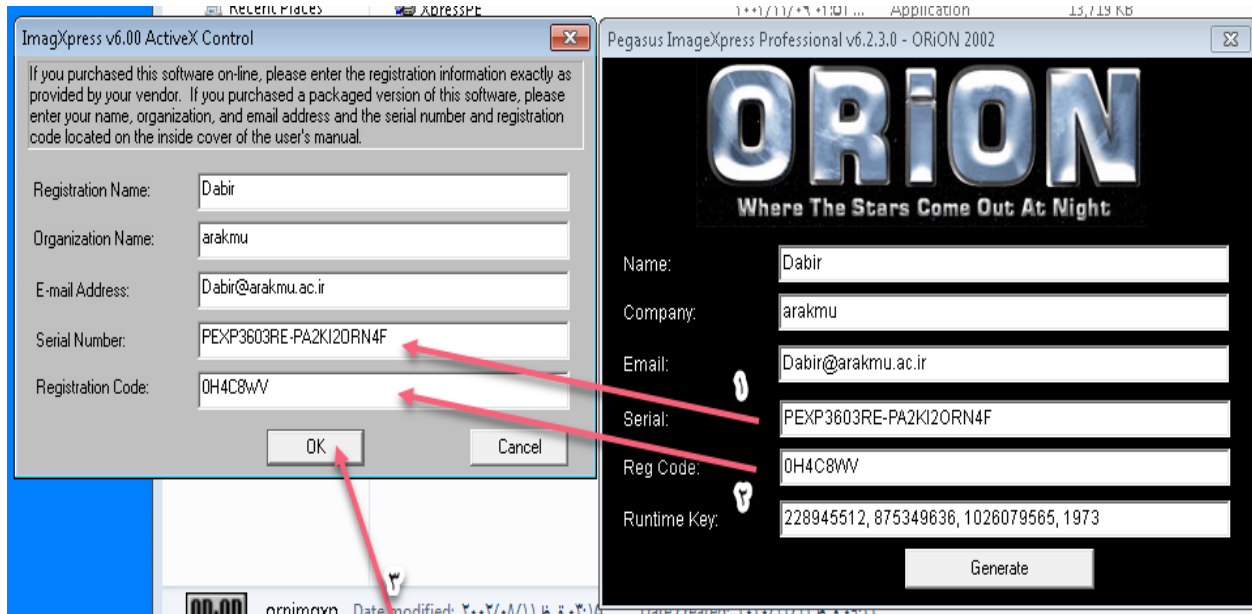 Recent Places XpressPE Application 13,719 KB
ImagXpress v6.00 ActiveX Control
If you purchased this software on-line, please enter the registration information exactly as
provided by your vendor. If you purchased a packaged version of this software, please
enter your name, organization, and email address and the serial number and registration
code located on the inside cover of the user's manual.
Registration Name: Dabir
Organization Name: arakmu
E-mail Address: Dabir@arakmu.ac.ir
Serial Number: PEXP3603RE-PA2KI2ORN4F
Registration Code: 0H4C8WV
OK Cancel
۳
Pegasus ImageXpress Professional v6.2.3.0 - ORiON 2002
ORiON
Where The Stars Come Out At Night
Name: Dabir
Company: arakmu
Email: Dabir@arakmu.ac.ir
۱
Serial: PEXP3603RE-PA2KI2ORN4F
Reg Code: 0H4C8WV
۲
Runtime Key: 228945512, 875349636, 1026079565, 1973
Generate
ornimgxp Date modified: Date created: